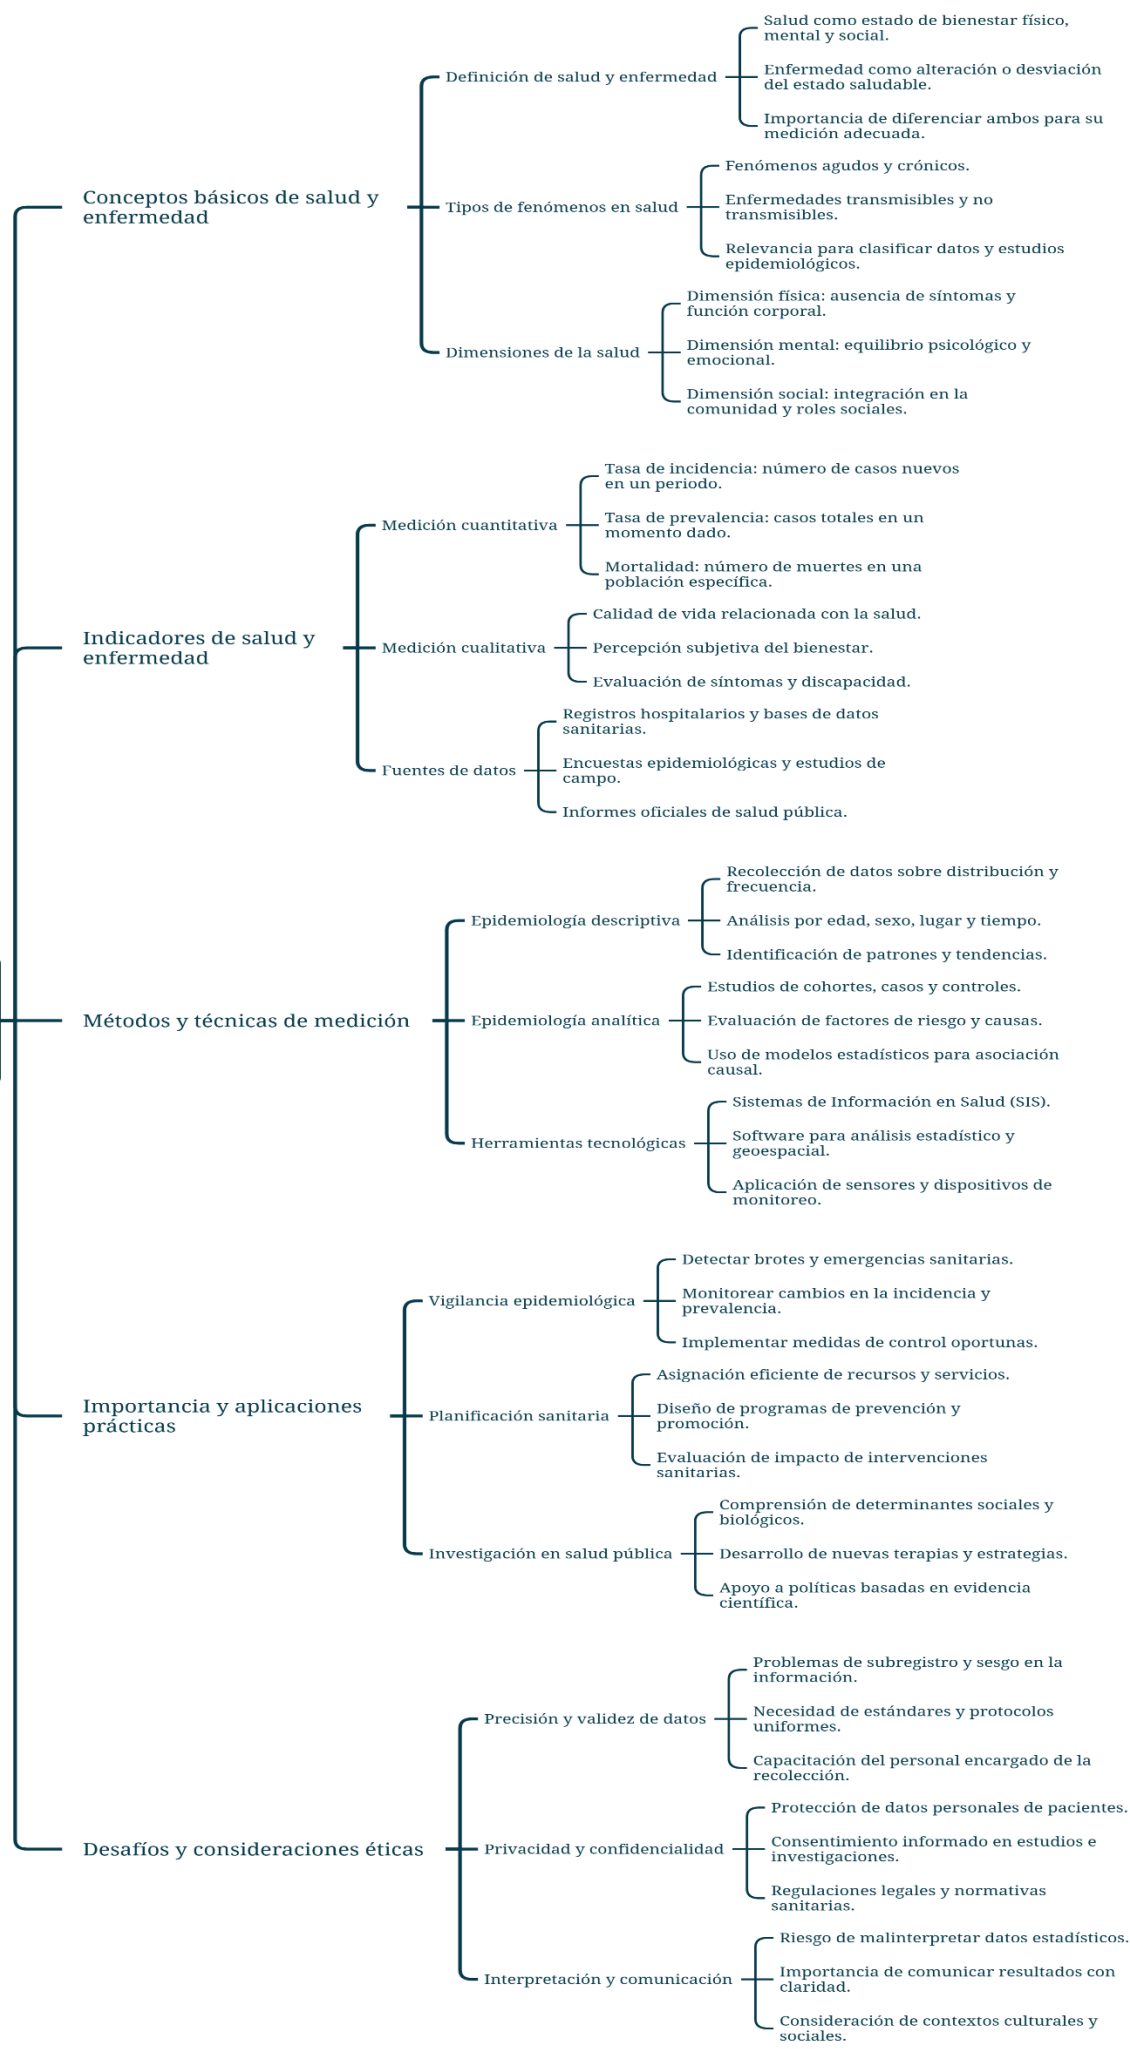 Conceptos básicos de salud y
enfermedad
Definición de salud y enfermedad
Salud como estado de bienestar físico,
mental y social.
Enfermedad como alteración o desviación
del estado saludable.
Importancia de diferenciar ambos para su
medición adecuada.
Tipos de fenómenos en salud
Fenómenos agudos y crónicos.
Enfermedades transmisibles y no
transmisibles.
Relevancia para clasificar datos y estudios
epidemiológicos.
Dimensiones de la salud
Dimensión física: ausencia de síntomas y
función corporal.
Dimensión mental: equilibrio psicológico y
emocional.
Dimensión social: integración en la
comunidad y roles sociales.
Indicadores de salud y
enfermedad
Medición cuantitativa
Tasa de incidencia: número de casos nuevos
en un periodo.
Tasa de prevalencia: casos totales en un
momento dado.
Mortalidad: número de muertes en una
población específica.
Medición cualitativa
Calidad de vida relacionada con la salud.
Percepción subjetiva del bienestar.
Evaluación de síntomas y discapacidad.
Fuentes de datos
Registros hospitalarios y bases de datos
sanitarias.
Encuestas epidemiológicas y estudios de
campo.
Informes oficiales de salud pública.
Métodos y técnicas de medición
Epidemiología descriptiva
Recolección de datos sobre distribución y
frecuencia.
Análisis por edad, sexo, lugar y tiempo.
Identificación de patrones y tendencias.
Epidemiología analítica
Estudios de cohortes, casos y controles.
Evaluación de factores de riesgo y causas.
Uso de modelos estadísticos para asociación
causal.
Herramientas tecnológicas
Sistemas de Información en Salud (SIS).
Software para análisis estadístico y
geoespacial.
Aplicación de sensores y dispositivos de
monitoreo.
Importancia y aplicaciones
prácticas
Vigilancia epidemiológica
Detectar brotes y emergencias sanitarias.
Monitorear cambios en la incidencia y
prevalencia.
Implementar medidas de control oportunas.
Planificación sanitaria
Asignación eficiente de recursos y servicios.
Diseño de programas de prevención y
promoción.
Evaluación de impacto de intervenciones
sanitarias.
Investigación en salud pública
Comprensión de determinantes sociales y
biológicos.
Desarrollo de nuevas terapias y estrategias.
Apoyo a políticas basadas en evidencia
científica.
Desafíos y consideraciones éticas
Precisión y validez de datos
Problemas de subregistro y sesgo en la
información.
Necesidad de estándares y protocolos
uniformes.
Capacitación del personal encargado de la
recolección.
Privacidad y confidencialidad
Protección de datos personales de pacientes.
Consentimiento informado en estudios e
investigaciones.
Regulaciones legales y normativas
sanitarias.
Interpretación y comunicación
Riesgo de malinterpretar datos estadísticos.
Importancia de comunicar resultados con
claridad.
Consideración de contextos culturales y
sociales.